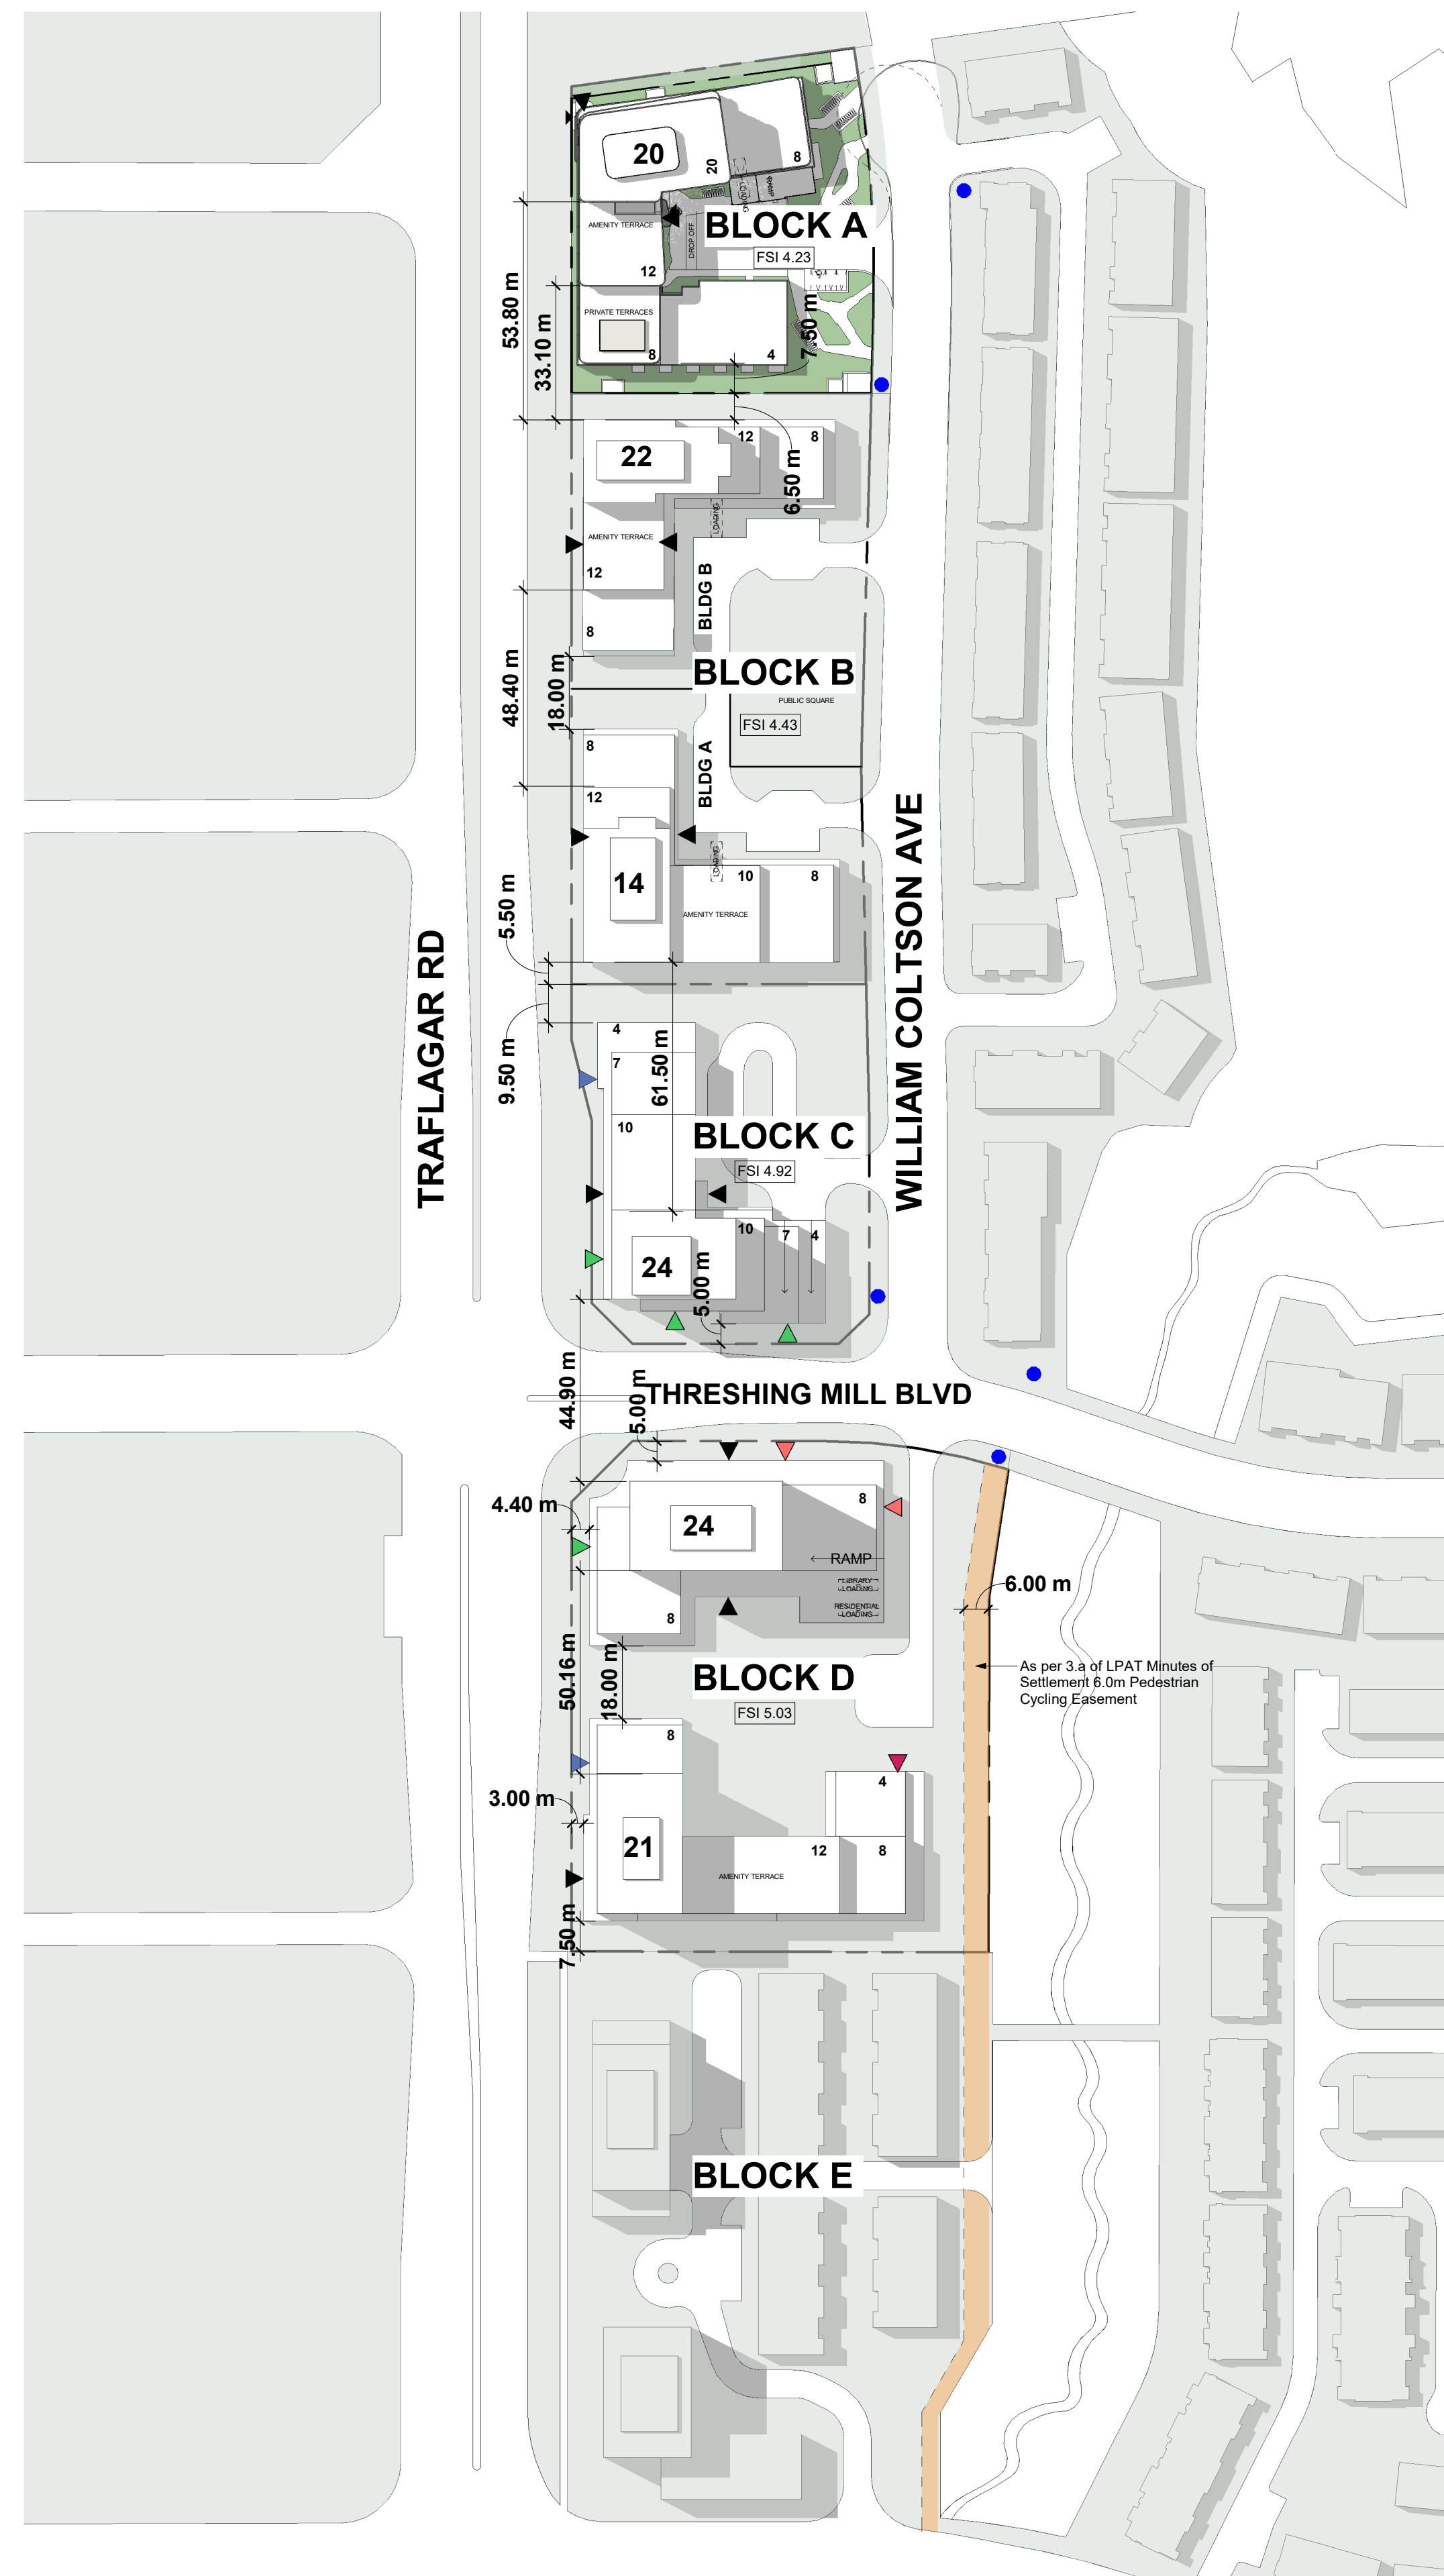 20
20
8
LOADING
RAMP
AMENITY TERRACE
DROP OFF
BLOCK A
FSI 4.23
12
53.80 m
33.10 m
PRIVATE TERRACES
8
4
7.50 m
22
12
8
6.50 m
LOADING
AMENITY TERRACE
12
BLDG B
8
BLOCK B
48.40 m
18.00 m
PUBLIC SQUARE
FSI 4.43
8
BLDG A
12
14
LOADING
10
8
AMENITY TERRACE
5.50 m
TRAFLAGAR RD
WILLIAM COLTSON AVE
9.50 m
4
7
61.50 m
10
BLOCK C
FSI 4.92
10
7
4
24
5.00 m
44.90 m
5.00 m
THRESHING MILL BLVD
4.40 m
8
24
RAMP
LIBRARY
LOADING
RESIDENTIAL
LOADING
6.00 m
8
50.16 m
18.00 m
BLOCK D
As per 3.a of LPAT Minutes of
Settlement 6.0m Pedestrian
Cycling Easement
FSI 5.03
8
4
3.00 m
21
12
8
AMENITY TERRACE
7.50 m
BLOCK E